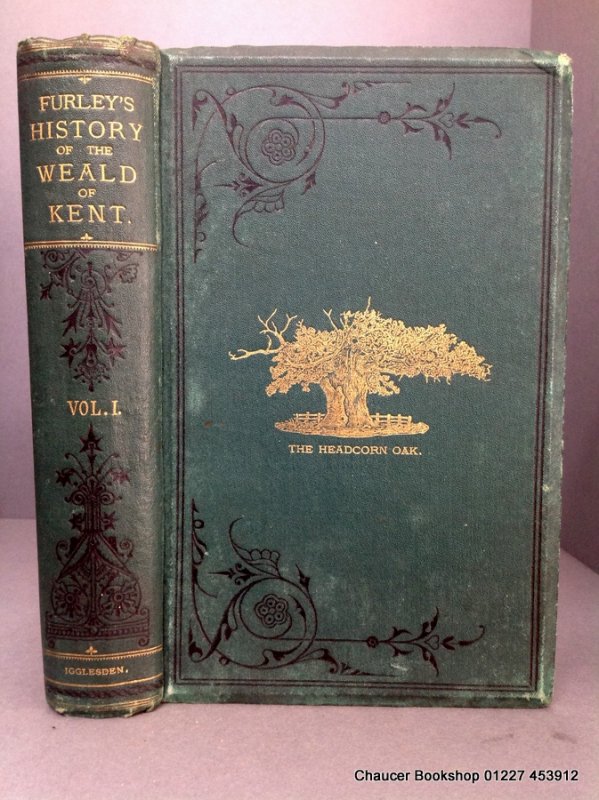 FURLEY'S
HISTORY
OF THE
WEALD
OF
KENT.
VOL. I.
IGGLESDEN.
THE HEADCORN OAK.
Chaucer Bookshop 01227 453912